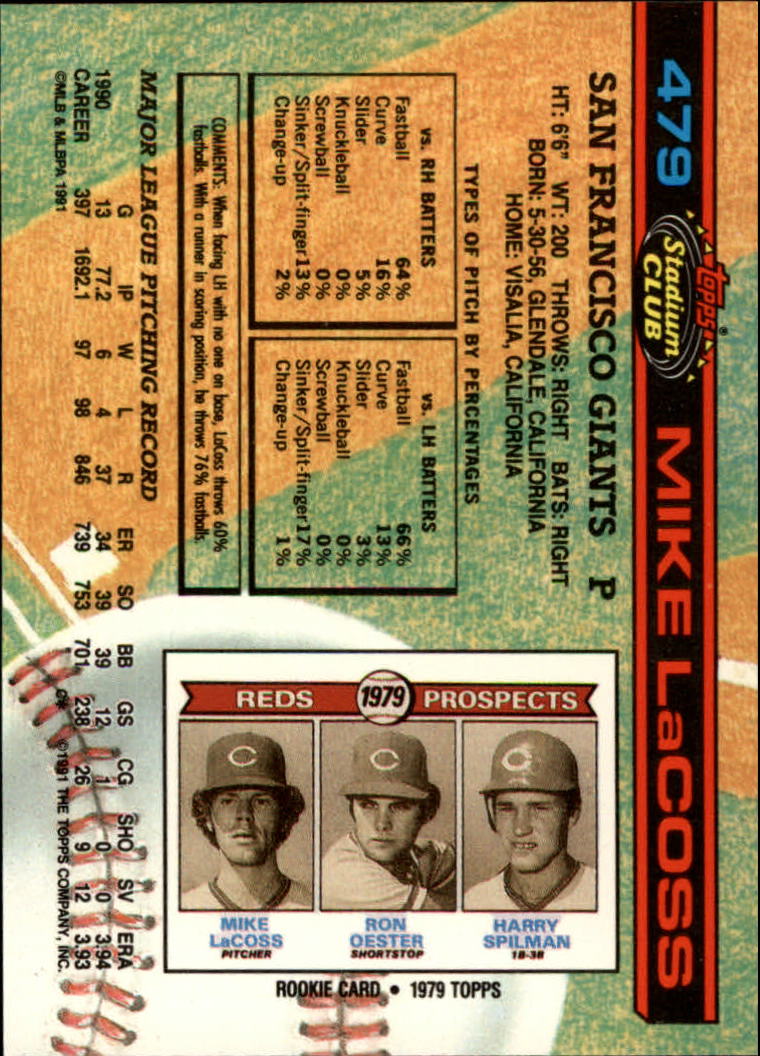 479
topps®
Stadium
CLUB
MIKE LaCOSS
SAN FRANCISCO GIANTS P
HT: 6'6" WT: 200 THROWS: RIGHT BATS: RIGHT
BORN: 5-30-56, GLENDALE, CALIFORNIA
HOME: VISALIA, CALIFORNIA
TYPES OF PITCH BY PERCENTAGES
vs. RH BATTERS
Fastball 64%
Curve 16%
Slider 5%
Knuckleball 0%
Screwball 0%
Sinker/Split-finger 13%
Change-up 2%
vs. LH BATTERS
Fastball 66%
Curve 13%
Slider 3%
Knuckleball 0%
Screwball 0%
Sinker/Split-finger 17%
Change-up 1%
COMMENTS: When facing LH with no one on base, LaCoss throws 60%
fastballs. With a runner in scoring position, he throws 76% fastballs.
REDS 1979 PROSPECTS
MIKE
LaCOSS
PITCHER
RON
OESTER
SHORTSTOP
HARRY
SPILMAN
1B-3B
ROOKIE CARD • 1979 TOPPS
MAJOR LEAGUE PITCHING RECORD
G IP W L R ER SO BB GS CG SHO SV ERA
1990 13 77.2 6 4 37 34 39 39 12 1 0 0 3.94
CAREER 397 1692.1 97 98 846 739 753 701 238 26 9 12 3.93
©MLB & MLBPA 1991
C* ©1991 THE TOPPS COMPANY, INC.